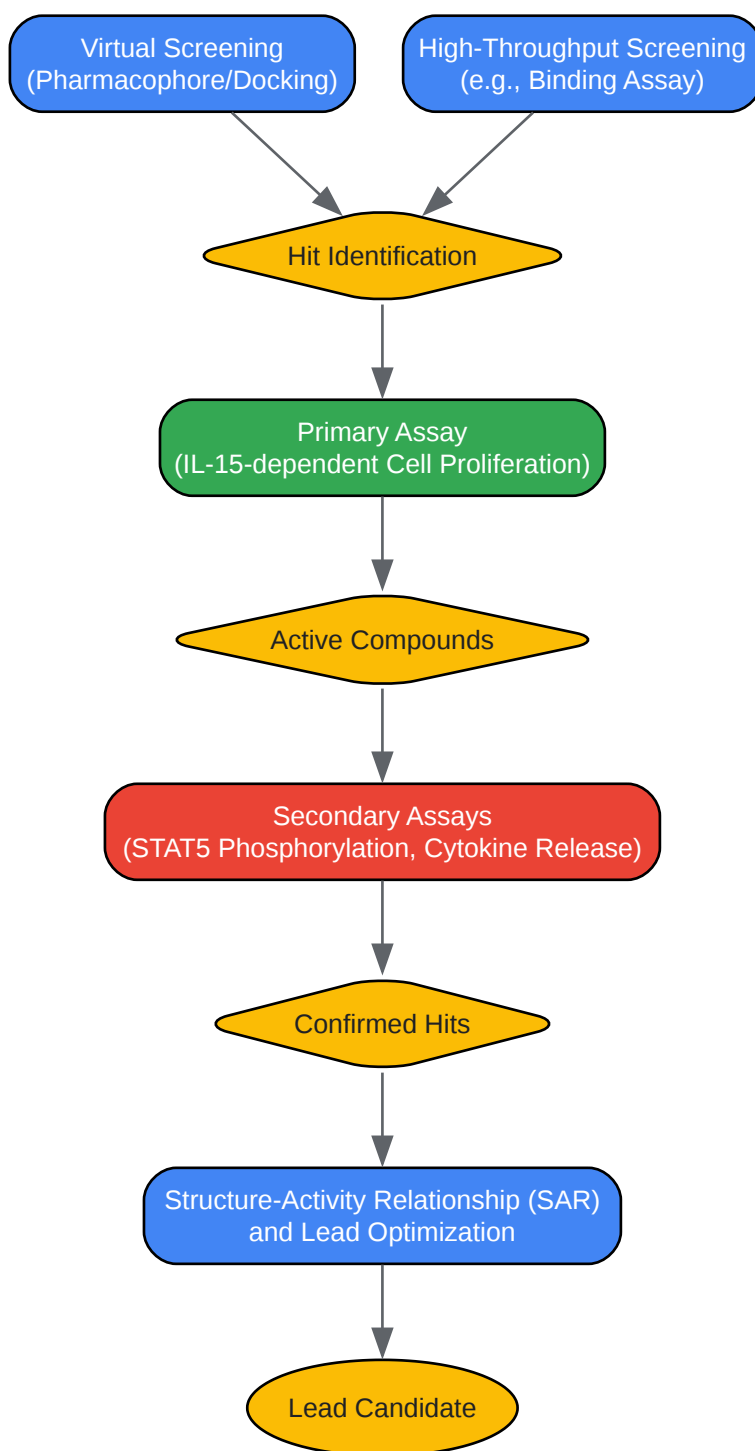 Virtual Screening
(Pharmacophore/Docking)
High-Throughput Screening
(e.g., Binding Assay)
Hit Identification
Primary Assay
(IL-15-dependent Cell Proliferation)
Active Compounds
Secondary Assays
(STAT5 Phosphorylation, Cytokine Release)
Confirmed Hits
Structure-Activity Relationship (SAR)
and Lead Optimization
Lead Candidate